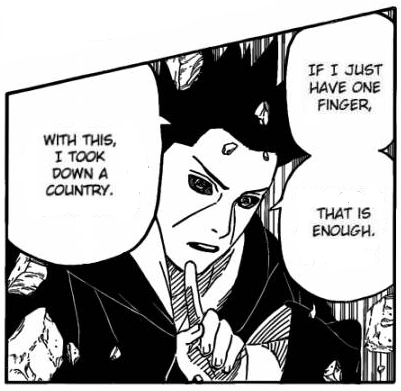 IF I JUST
HAVE ONE
FINGER,
THAT IS
ENOUGH.
WITH THIS,
I TOOK
DOWN A
COUNTRY.